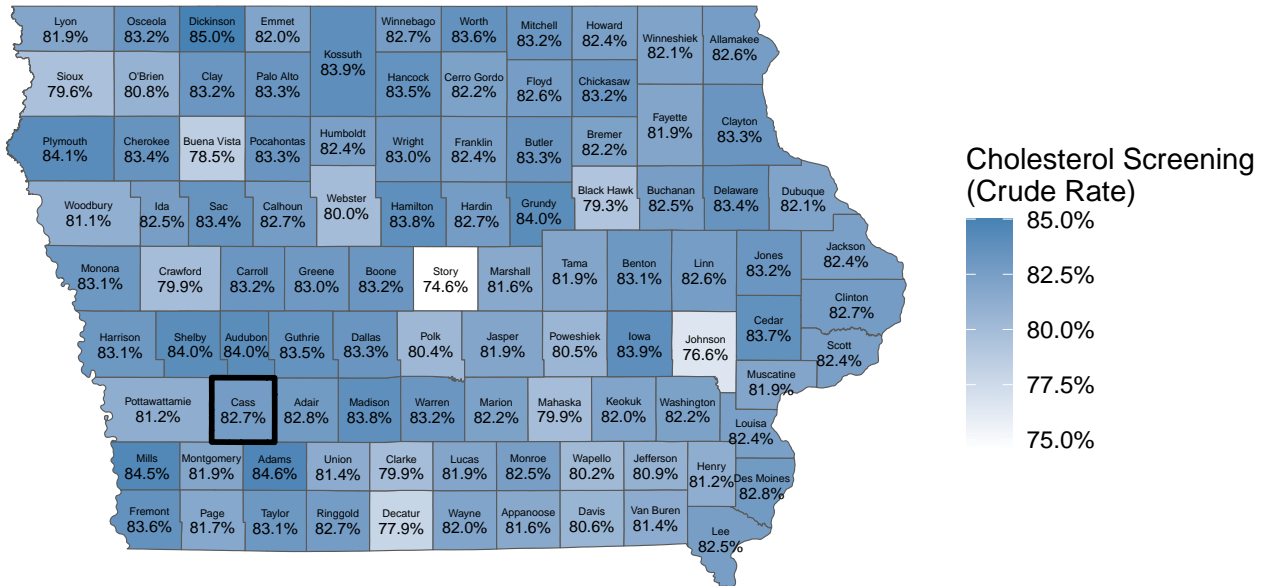 Lyon
81.9%
Osceola
83.2%
Dickinson
85.0%
Emmet
82.0%
Kossuth
83.9%
Winnebago
82.7%
Worth
83.6%
Mitchell
83.2%
Howard
82.4%
Winneshiek
82.1%
Allamakee
82.6%
Sioux
79.6%
O'Brien
80.8%
Clay
83.2%
Palo Alto
83.3%
Hancock
83.5%
Cerro Gordo
82.2%
Floyd
82.6%
Chickasaw
83.2%
Fayette
81.9%
Clayton
83.3%
Plymouth
84.1%
Cherokee
83.4%
Buena Vista
78.5%
Pocahontas
83.3%
Humboldt
82.4%
Wright
83.0%
Franklin
82.4%
Butler
83.3%
Bremer
82.2%
Woodbury
81.1%
Ida
82.5%
Sac
83.4%
Calhoun
82.7%
Webster
80.0%
Hamilton
83.8%
Hardin
82.7%
Grundy
84.0%
Black Hawk
79.3%
Buchanan
82.5%
Delaware
83.4%
Dubuque
82.1%
Monona
83.1%
Crawford
79.9%
Carroll
83.2%
Greene
83.0%
Boone
83.2%
Story
74.6%
Marshall
81.6%
Tama
81.9%
Benton
83.1%
Linn
82.6%
Jones
83.2%
Jackson
82.4%
Clinton
82.7%
Harrison
83.1%
Shelby
84.0%
Audubon
84.0%
Guthrie
83.5%
Dallas
83.3%
Polk
80.4%
Jasper
81.9%
Poweshiek
80.5%
Iowa
83.9%
Johnson
76.6%
Cedar
83.7%
Scott
82.4%
Muscatine
81.9%
Pottawattamie
81.2%
Cass
82.7%
Adair
82.8%
Madison
83.8%
Warren
83.2%
Marion
82.2%
Mahaska
79.9%
Keokuk
82.0%
Washington
82.2%
Louisa
82.4%
Mills
84.5%
Montgomery
81.9%
Adams
84.6%
Union
81.4%
Clarke
79.9%
Lucas
81.9%
Monroe
82.5%
Wapello
80.2%
Jefferson
80.9%
Henry
81.2%
Des Moines
82.8%
Fremont
83.6%
Page
81.7%
Taylor
83.1%
Ringgold
82.7%
Decatur
77.9%
Wayne
82.0%
Appanoose
81.6%
Davis
80.6%
Van Buren
81.4%
Lee
82.5%
Cholesterol Screening
(Crude Rate)
85.0%
82.5%
80.0%
77.5%
75.0%